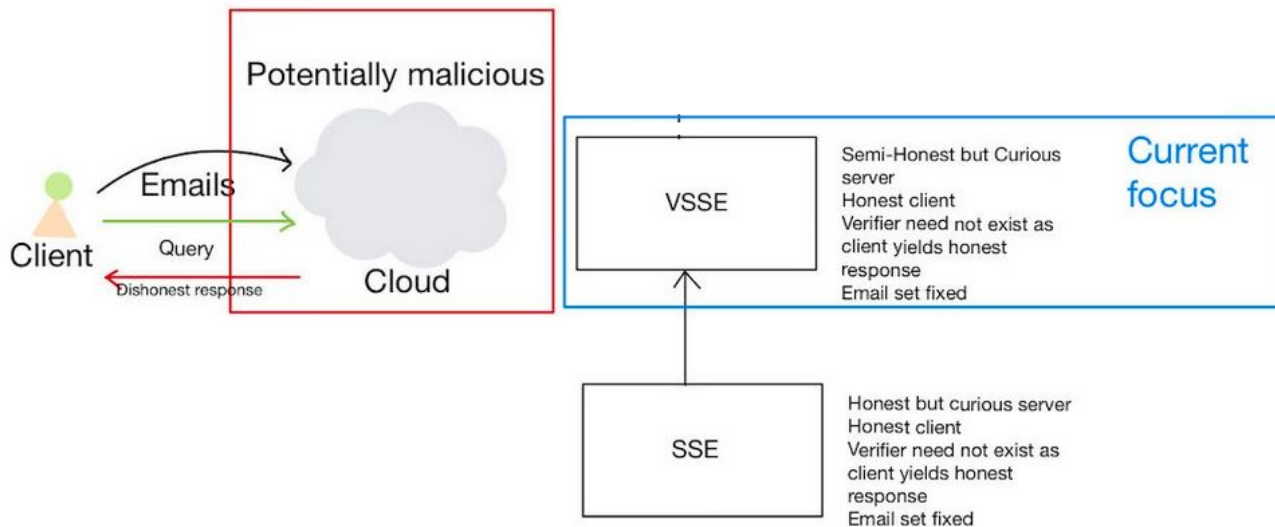 Potentially malicious
Emails
Client
Query
Dishonest response
Cloud
VSSE
Semi-Honest but Curious
server
Honest client
Verifier need not exist as
client yields honest
response
Email set fixed
Current
focus
SSE
Honest but curious server
Honest client
Verifier need not exist as
client yields honest
response
Email set fixed